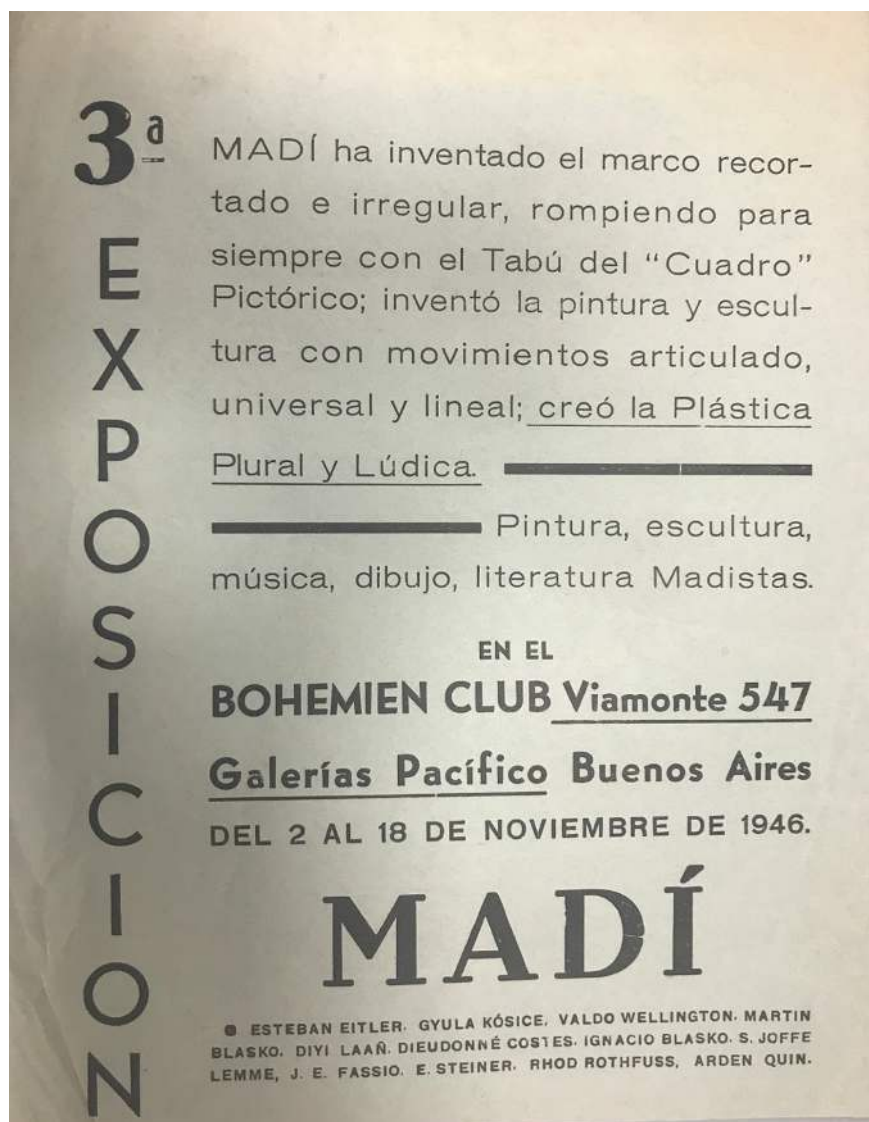 3ª
EXPOSICION
MADÍ ha inventado el marco recor-
tado e irregular, rompiendo para
siempre con el Tabú del "Cuadro"
Pictórico; inventó la pintura y escul-
tura con movimientos articulado,
universal y lineal; creó la Plástica
Plural y Lúdica.
Pintura, escultura,
música, dibujo, literatura Madistas.
EN EL
BOHEMIEN CLUB Viamonte 547
Galerías Pacífico Buenos Aires
DEL 2 AL 18 DE NOVIEMBRE DE 1946.
MADÍ
ESTEBAN EITLER. GYULA KÓSICE. VALDO WELLINGTON. MARTIN
BLASKO. DIYI LAAÑ. DIEUDONNÉ COSTES. IGNACIO BLASKO. S. JOFFE
LEMME, J. E. FASSIO. E. STEINER. RHOD ROTHFUSS, ARDEN QUIN.